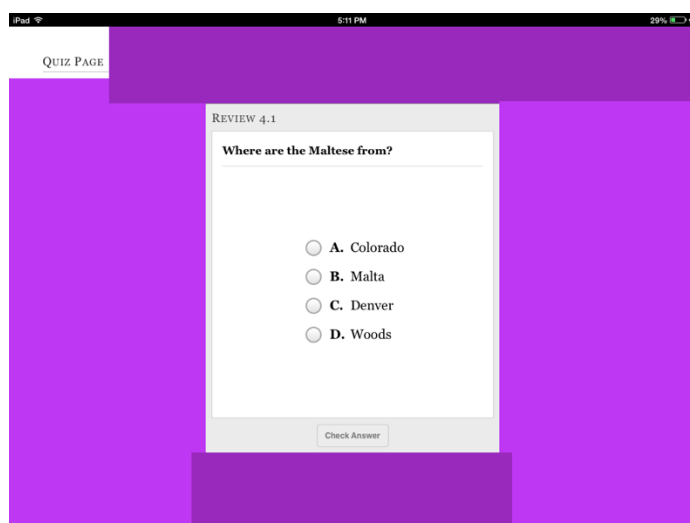 iPad 5:11 PM 29%
QUIZ PAGE
REVIEW 4.1
Where are the Maltese from?
A. Colorado
B. Malta
C. Denver
D. Woods
Check Answer